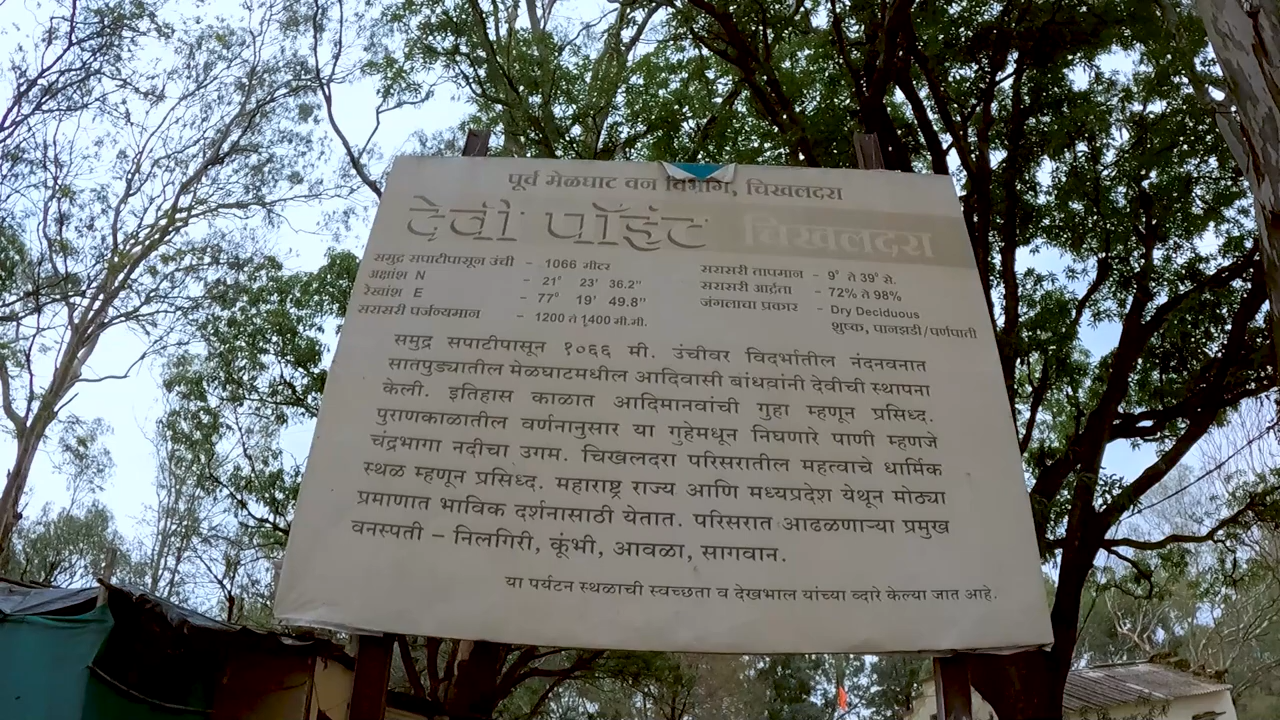 पूर्व मेळघाट वन विभाग, चिखलदरा
देवी पॉइंट चिखलदरा
समुद्र सपाटीपासून उंची - 1066 मीटर
अक्षांश N - 21° 23' 36.2"
रेखांश E - 77° 19' 49.8"
सरासरी पर्जन्यमान - 1200 ते 1400 मी.मी.
सरासरी तापमान - 9° ते 39° से.
सरासरी आर्द्रता - 72% ते 98%
जंगलाचा प्रकार - Dry Deciduous
शुष्क, पानझडी/पर्णपाती
समुद्र सपाटीपासून १०६६ मी. उंचीवर विदर्भातील नंदनवनात
सातपुड्यातील मेळघाटमधील आदिवासी बांधवांनी देवीची स्थापना
केली. इतिहास काळात आदिमानवांची गुहा म्हणून प्रसिध्द.
पुराणकाळातील वर्णनानुसार या गुहेमधून निघणारे पाणी म्हणजे
चंद्रभागा नदीचा उगम. चिखलदरा परिसरातील महत्वाचे धार्मिक
स्थळ म्हणून प्रसिध्द. महाराष्ट्र राज्य आणि मध्यप्रदेश येथून मोठ्या
प्रमाणात भाविक दर्शनासाठी येतात. परिसरात आढळणाऱ्या प्रमुख
वनस्पती – निलगिरी, कूंभी, आवळा, सागवान.
या पर्यटन स्थळाची स्वच्छता व देखभाल यांच्या व्दारे केल्या जात आहे.